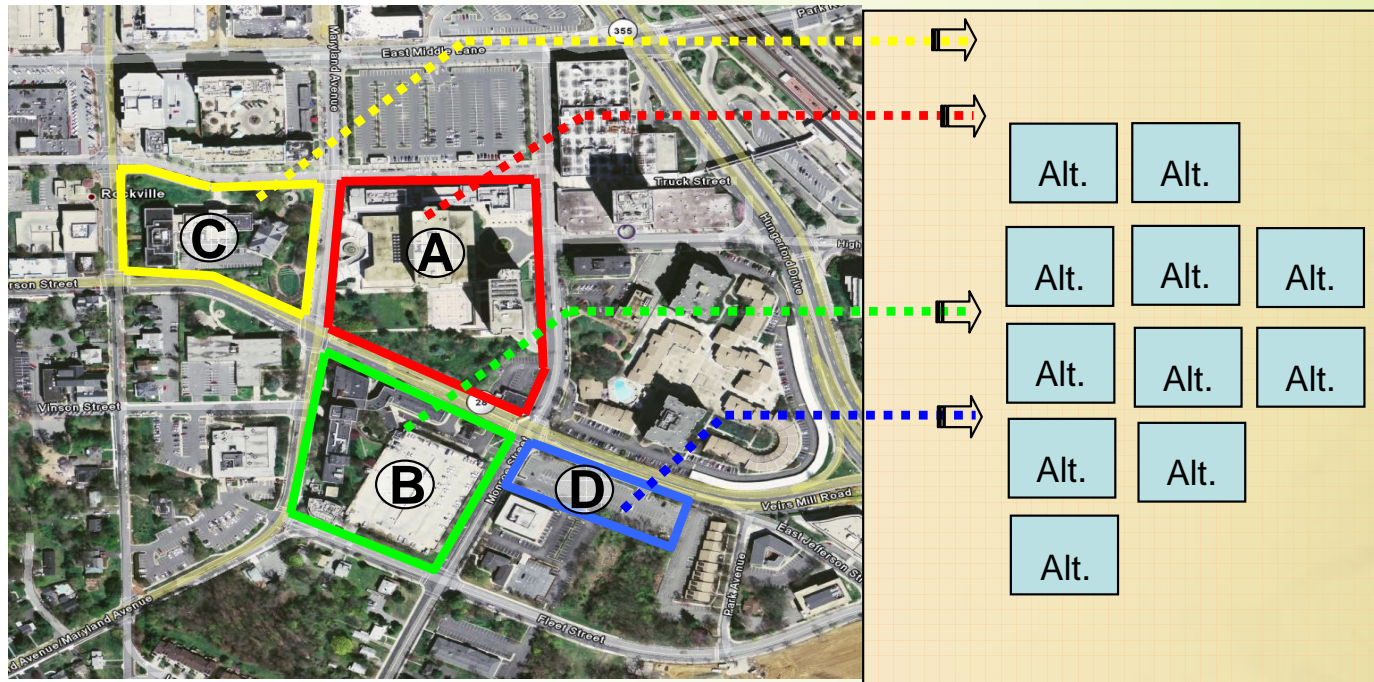 355
Park R
East Middle Lane
Maryland Avenue
Rockville
Truck Street
Hungerford Drive
High
C
A
rson Street
Vinson Street
28
B
D
Monroe Street
Veirs Mill Road
East Jefferson St
Park Avenue
Fleet Street
d Avenue/Maryland Avenue
Alt. Alt.
Alt. Alt. Alt.
Alt. Alt. Alt.
Alt. Alt.
Alt.